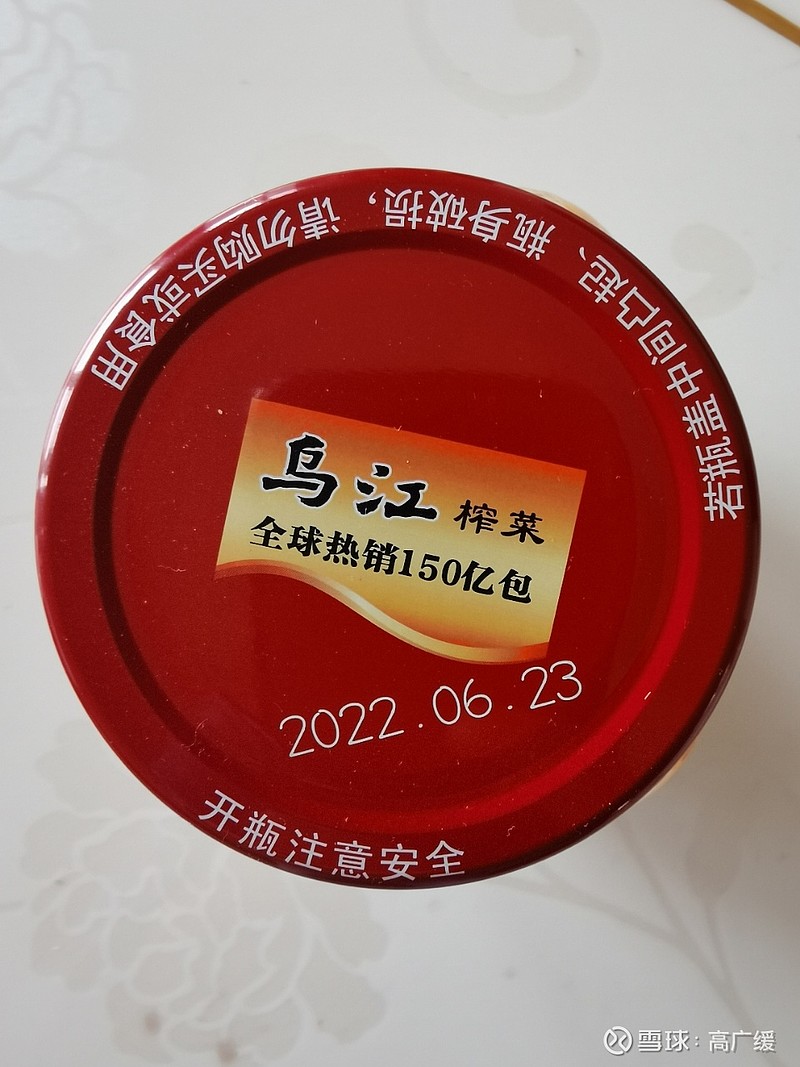 若瓶盖中间凸起、瓶身破损，请勿购买或食用
乌江 榨菜
全球热销150亿包
2022.06.23
开瓶注意安全
雪球：高广缓